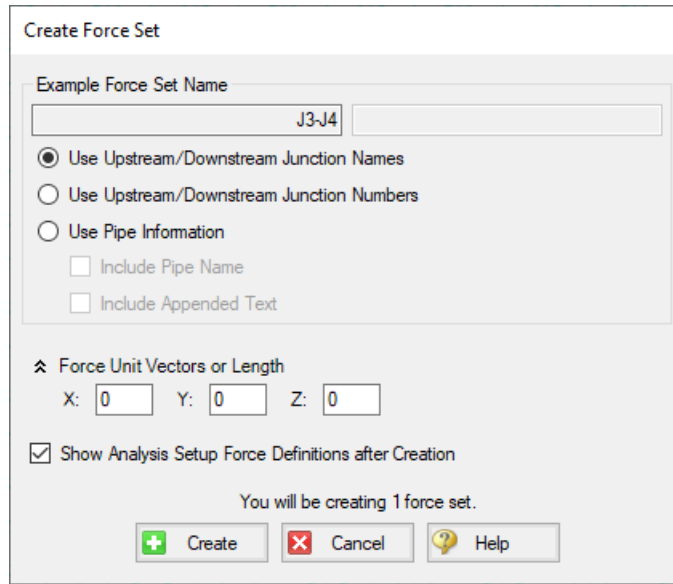 Create Force Set
Example Force Set Name
J3-J4
Use Upstream/Downstream Junction Names
Use Upstream/Downstream Junction Numbers
Use Pipe Information
Include Pipe Name
Include Appended Text
Force Unit Vectors or Length
X: 0 Y: 0 Z: 0
Show Analysis Setup Force Definitions after Creation
You will be creating 1 force set.
Create Cancel Help